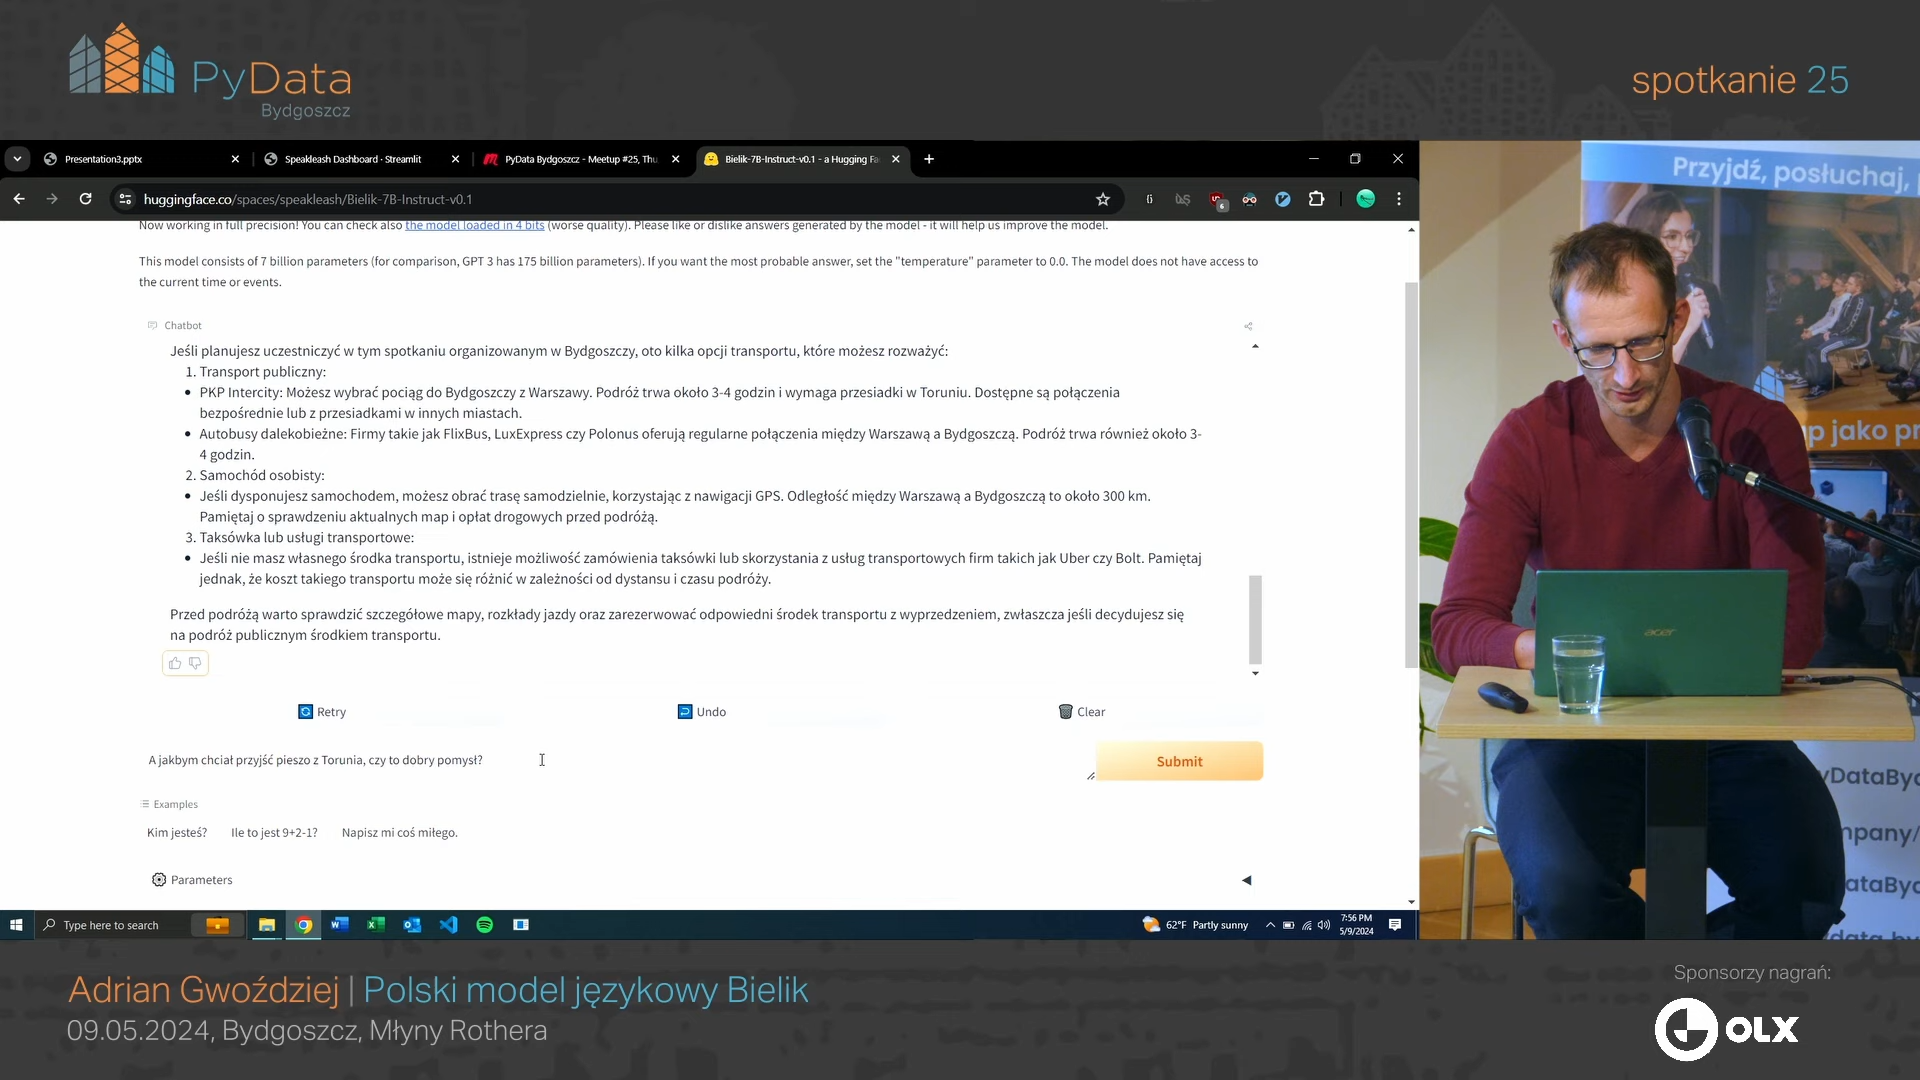 PyData
Bydgoszcz
spotkanie 25
Presentation3.pptx
Speakleash Dashboard · Streamlit
PyData Bydgoszcz - Meetup #25, Thu
Bielik-7B-Instruct-v0.1 - a Hugging Fa
huggingface.co/spaces/speakleash/Bielik-7B-Instruct-v0.1
6
Now working in full precision! You can check also the model loaded in 4 bits (worse quality). Please like or dislike answers generated by the model - it will help us improve the model.
This model consists of 7 billion parameters (for comparison, GPT 3 has 175 billion parameters). If you want the most probable answer, set the "temperature" parameter to 0.0. The model does not have access to
the current time or events.
Chatbot
Jeśli planujesz uczestniczyć w tym spotkaniu organizowanym w Bydgoszczy, oto kilka opcji transportu, które możesz rozważyć:
1. Transport publiczny:
• PKP Intercity: Możesz wybrać pociąg do Bydgoszczy z Warszawy. Podróż trwa około 3-4 godzin i wymaga przesiadki w Toruniu. Dostępne są połączenia
bezpośrednie lub z przesiadkami w innych miastach.
• Autobusy dalekobieżne: Firmy takie jak FlixBus, LuxExpress czy Polonus oferują regularne połączenia między Warszawą a Bydgoszczą. Podróż trwa również około 3-
4 godzin.
2. Samochód osobisty:
• Jeśli dysponujesz samochodem, możesz obrać trasę samodzielnie, korzystając z nawigacji GPS. Odległość między Warszawą a Bydgoszczą to około 300 km.
Pamiętaj o sprawdzeniu aktualnych map i opłat drogowych przed podróżą.
3. Taksówka lub usługi transportowe:
• Jeśli nie masz własnego środka transportu, istnieje możliwość zamówienia taksówki lub skorzystania z usług transportowych firm takich jak Uber czy Bolt. Pamiętaj
jednak, że koszt takiego transportu może się różnić w zależności od dystansu i czasu podróży.
Przed podróżą warto sprawdzić szczegółowe mapy, rozkłady jazdy oraz zarezerwować odpowiedni środek transportu z wyprzedzeniem, zwłaszcza jeśli decydujesz się
na podróż publicznym środkiem transportu.
Retry
Undo
Clear
A jakbym chciał przyjść pieszo z Torunia, czy to dobry pomysł?
Submit
Examples
Kim jesteś?
Ile to jest 9+2-1?
Napisz mi coś miłego.
Parameters
Type here to search
62°F Partly sunny
7:56 PM
5/9/2024
Przyjdź, posłuchaj,
p jako pr
acer
yDataByd
mpany/
ataByd
data.by
Adrian Gwoździej | Polski model językowy Bielik
09.05.2024, Bydgoszcz, Młyny Rothera
Sponsorzy nagrań:
OLX